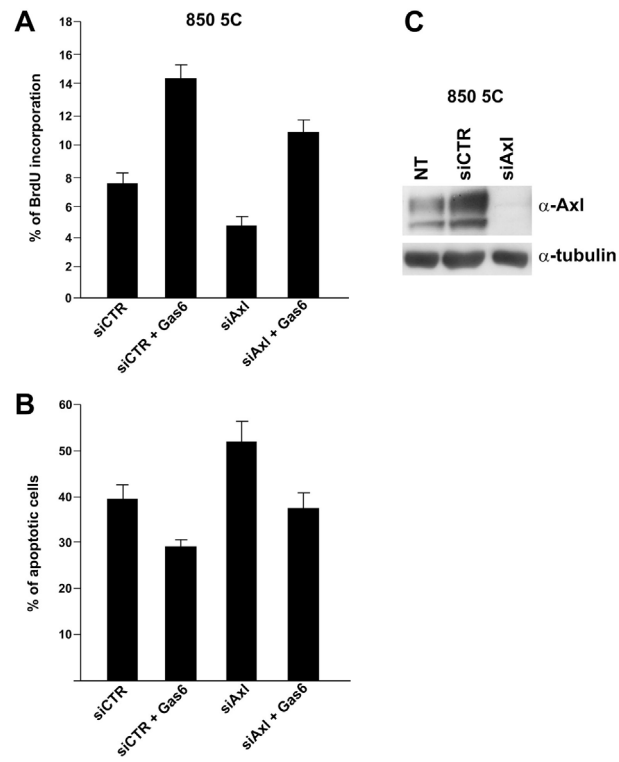 A
850 5C
% of BrdU incorporation
18
16
14
12
10
8
6
4
2
0
siCTR
siCTR + Gas6
siAxl
siAxl + Gas6
B
% of apoptotic cells
60
50
40
30
20
10
siCTR
siCTR + Gas6
siAxl
siAxl + Gas6
C
850 5C
NT
siCTR
siAxl
α-Axl
α-tubulin